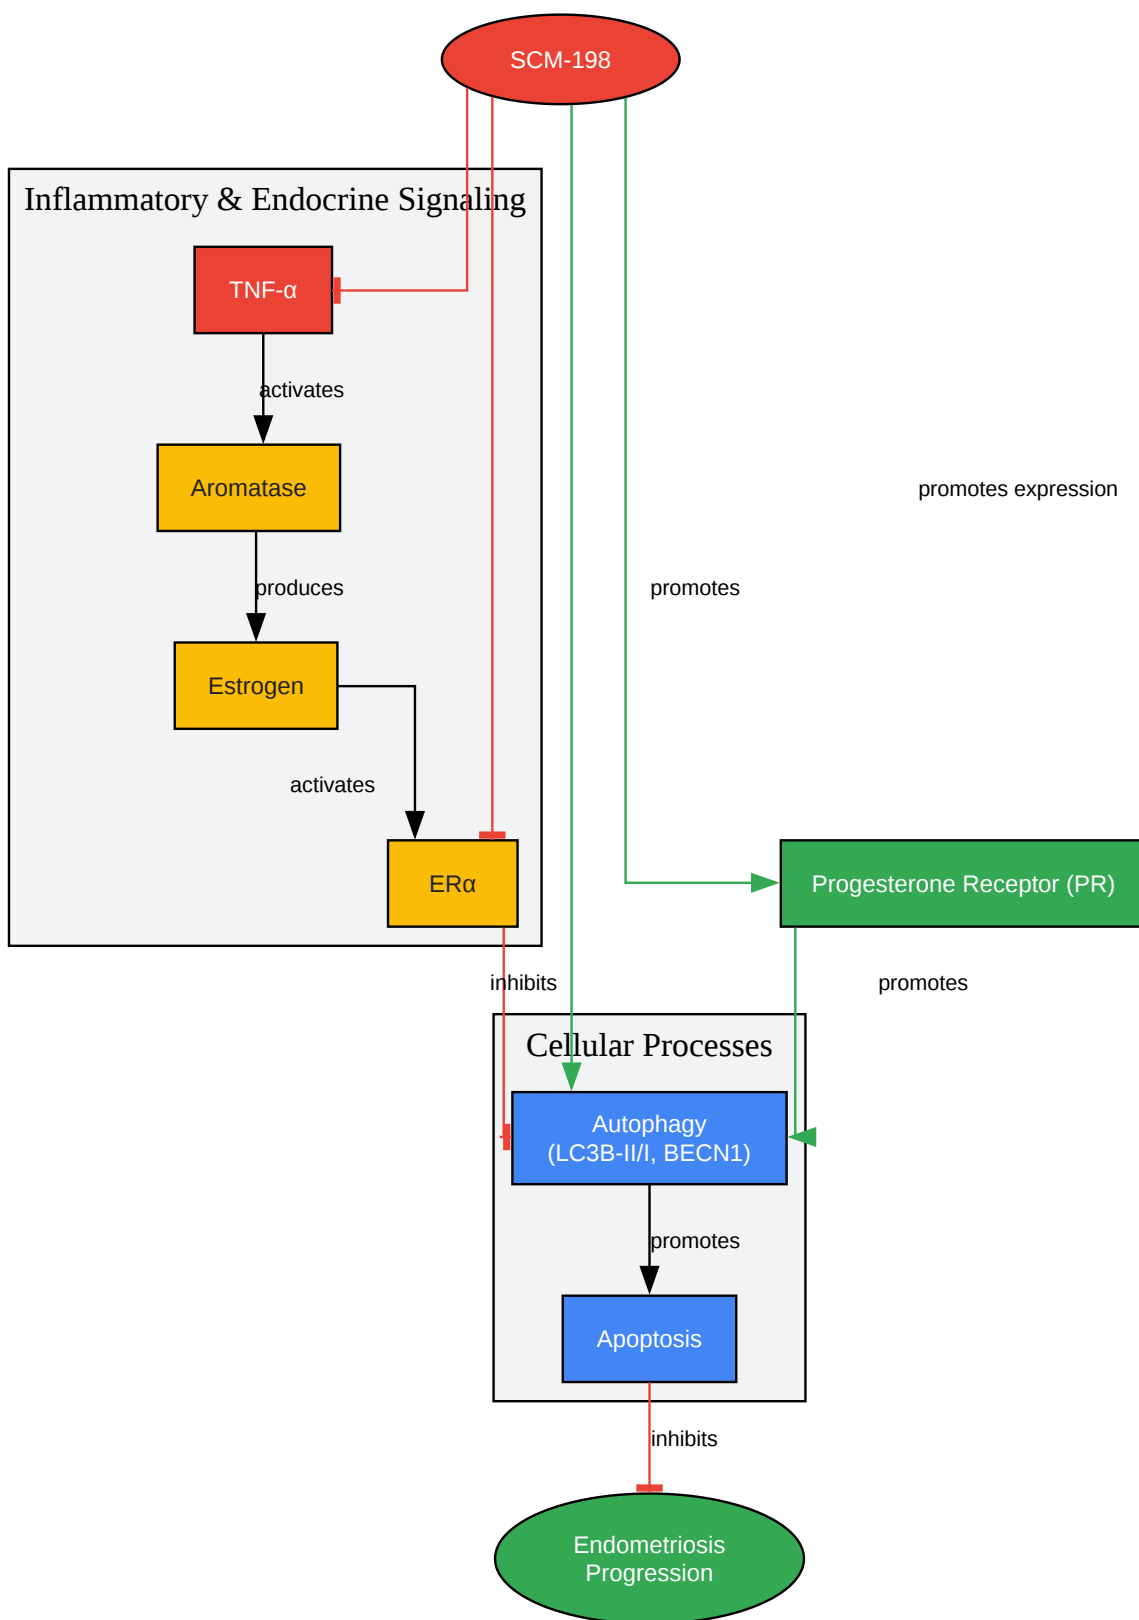 SCM-198
Inflammatory & Endocrine Signaling
TNF-α
activates
Aromatase
promotes expression
produces
promotes
Estrogen
activates
ERα
Progesterone Receptor (PR)
inhibits
promotes
Cellular Processes
Autophagy
(LC3B-II/I, BECN1)
promotes
Apoptosis
inhibits
Endometriosis
Progression